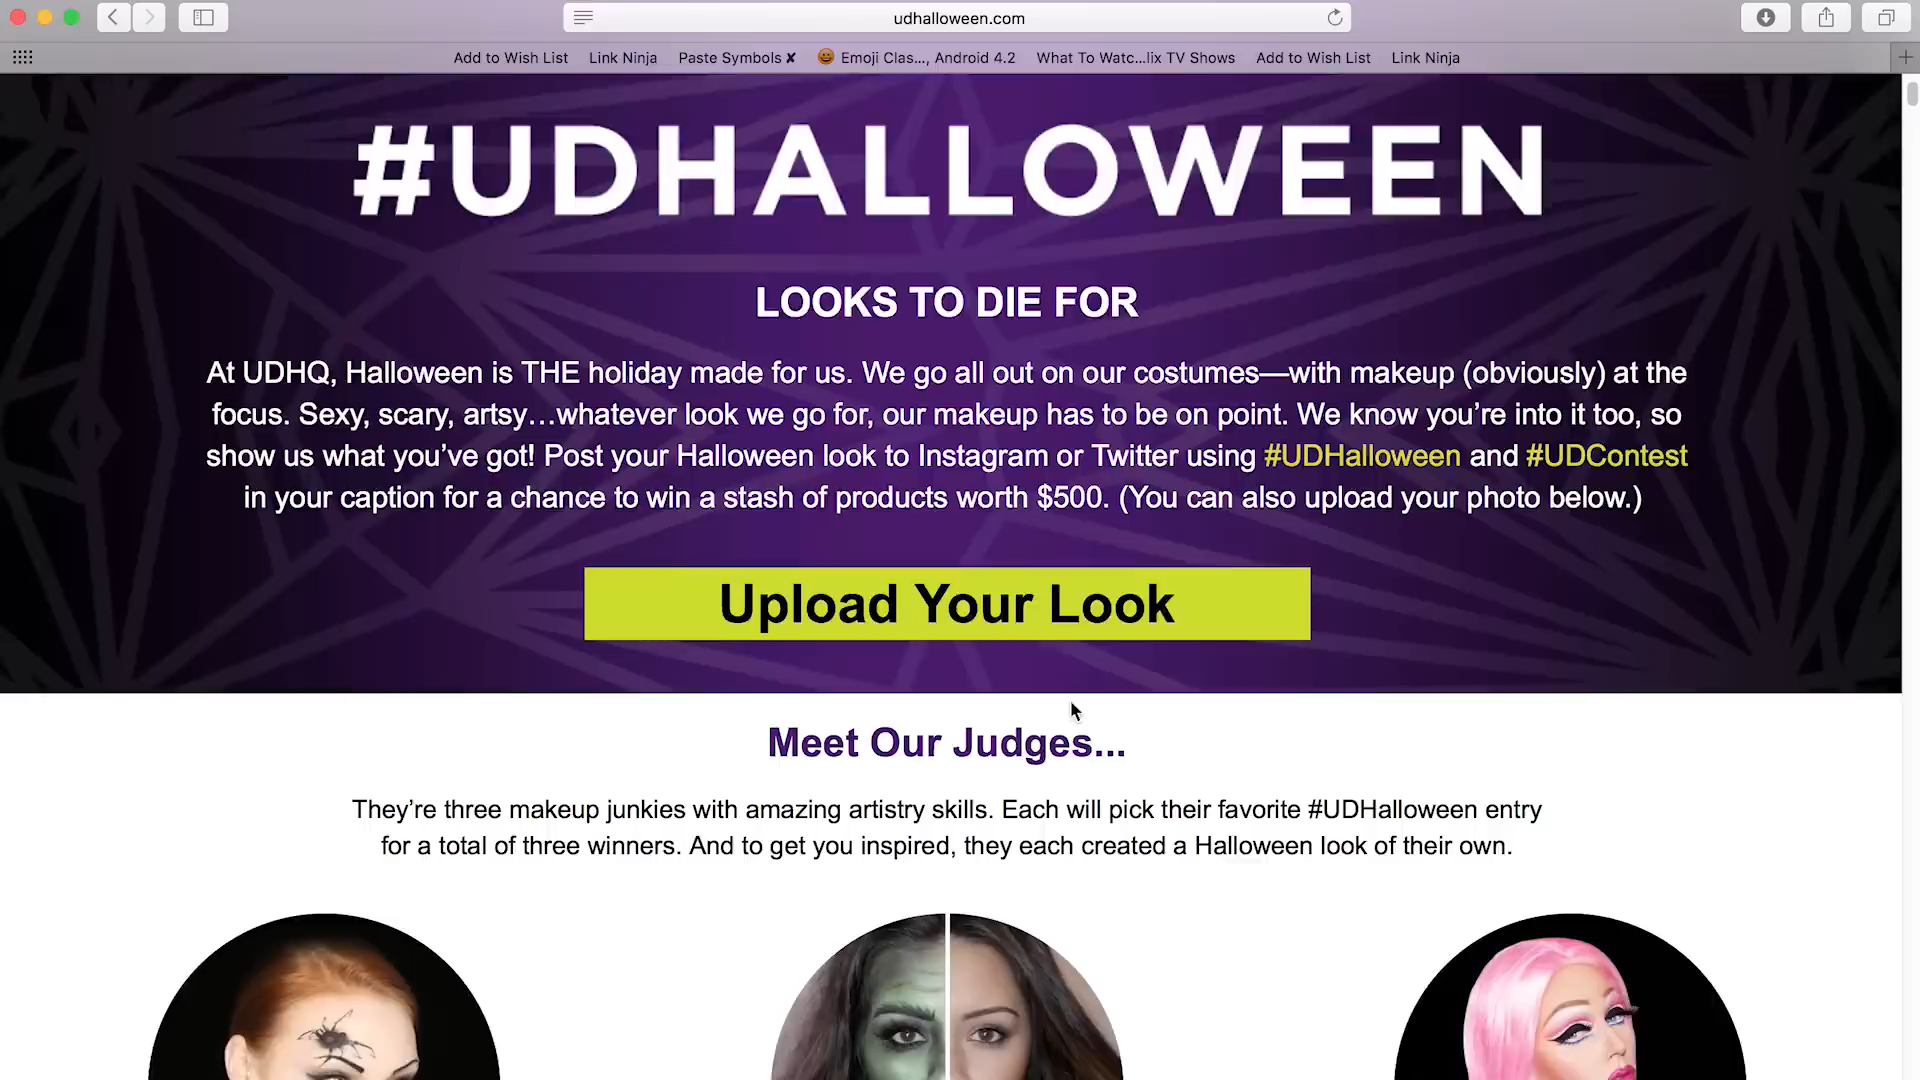 udhalloween.com
Add to Wish List Link Ninja Paste Symbols ✘ Emoji Clas..., Android 4.2 What To Watc...lix TV Shows Add to Wish List Link Ninja
#UDHALLOWEEN
LOOKS TO DIE FOR
At UDHQ, Halloween is THE holiday made for us. We go all out on our costumes—with makeup (obviously) at the
focus. Sexy, scary, artsy…whatever look we go for, our makeup has to be on point. We know you’re into it too, so
show us what you’ve got! Post your Halloween look to Instagram or Twitter using #UDHalloween and #UDContest
in your caption for a chance to win a stash of products worth $500. (You can also upload your photo below.)
Upload Your Look
Meet Our Judges...
They’re three makeup junkies with amazing artistry skills. Each will pick their favorite #UDHalloween entry
for a total of three winners. And to get you inspired, they each created a Halloween look of their own.